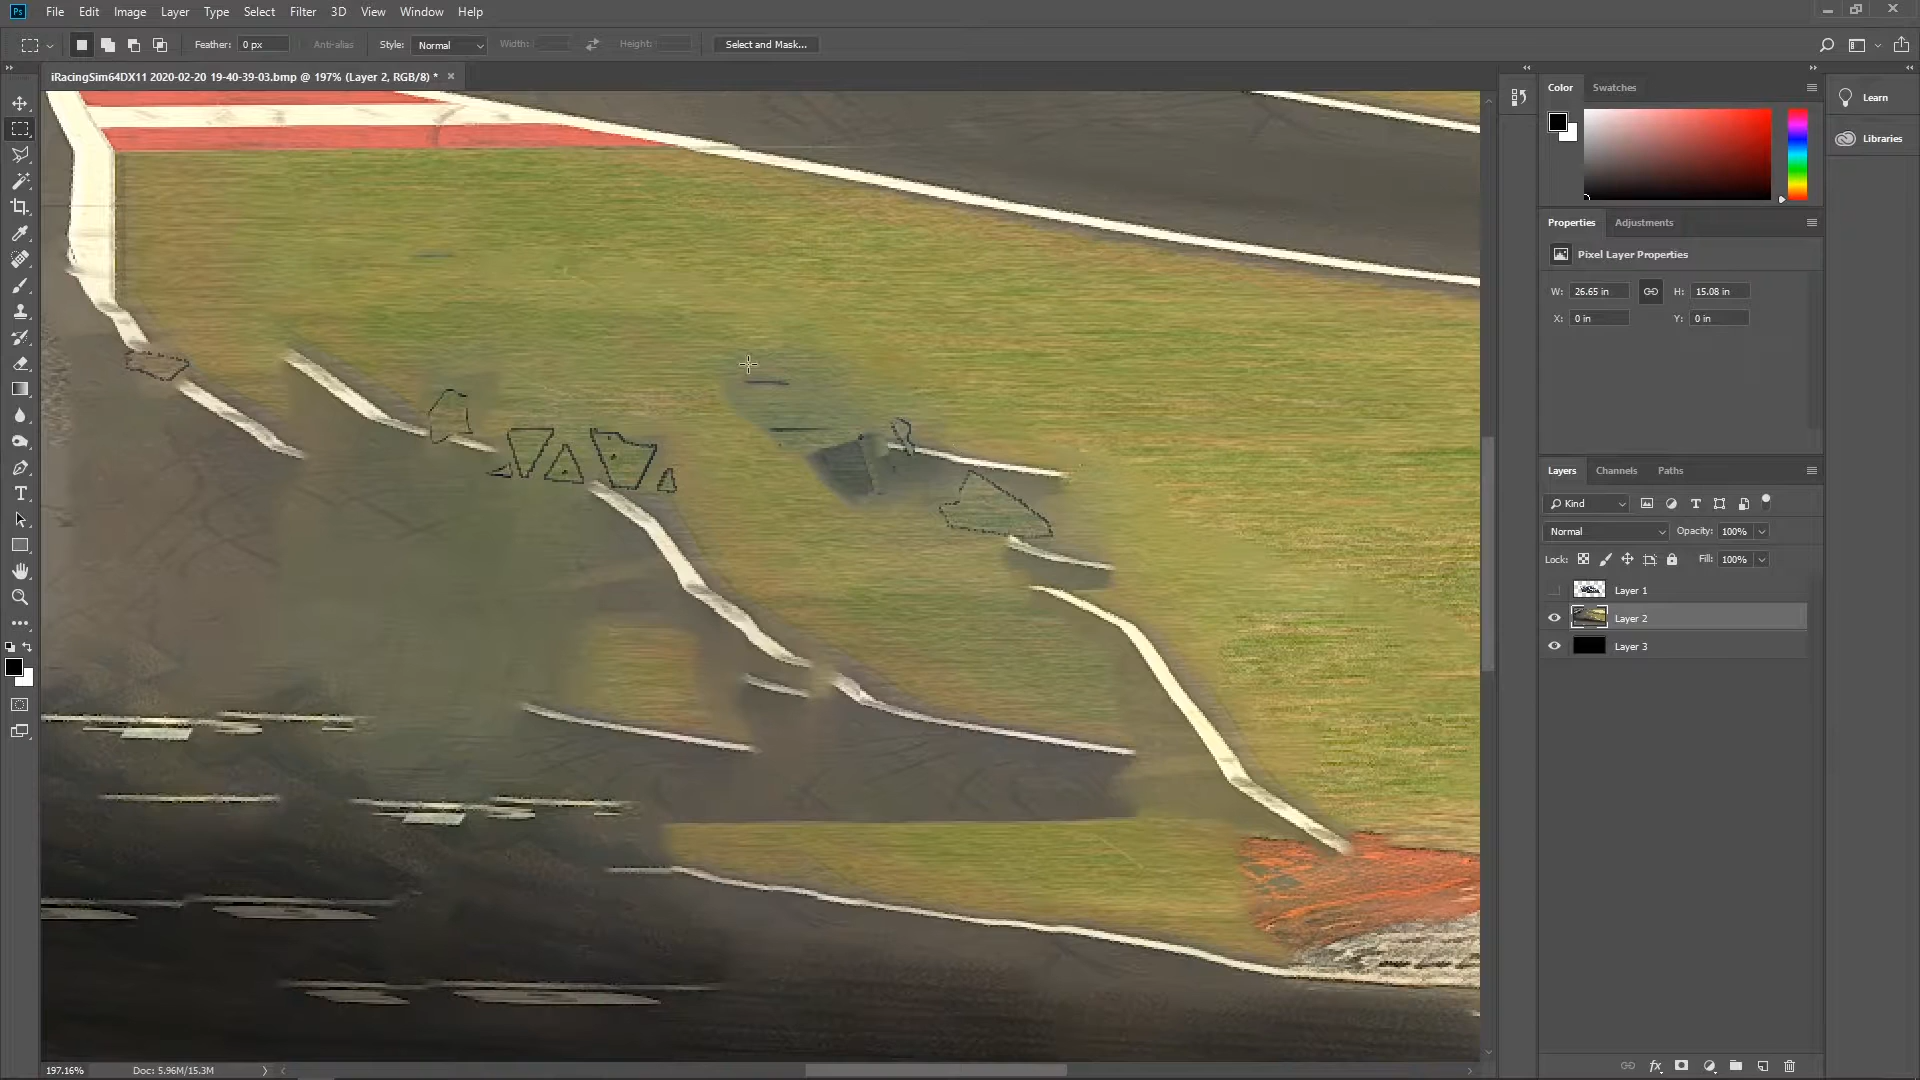 Ps File Edit Image Layer Type Select Filter 3D View Window Help
Feather: 0 px Anti-alias Style: Normal Width: Height: Select and Mask...
iRacingSim64DX11 2020-02-20 19-40-39-03.bmp @ 197% (Layer 2, RGB/8) *
Color Swatches
Learn
Libraries
Properties Adjustments
Pixel Layer Properties
W: 26.65 in H: 15.08 in
X: 0 in Y: 0 in
Layers Channels Paths
Kind
Normal Opacity: 100%
Lock: Fill: 100%
Layer 1
Layer 2
Layer 3
197.16% Doc: 5.96M/15.3M